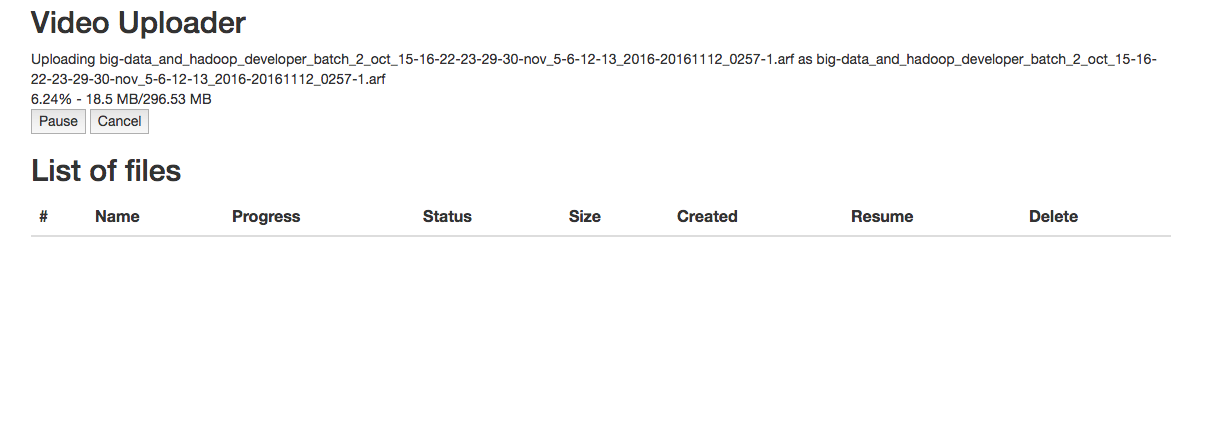 Video Uploader
Uploading big-data_and_hadoop_developer_batch_2_oct_15-16-22-23-29-30-nov_5-6-12-13_2016-20161112_0257-1.arf as big-data_and_hadoop_developer_batch_2_oct_15-16-
22-23-29-30-nov_5-6-12-13_2016-20161112_0257-1.arf
6.24% - 18.5 MB/296.53 MB
Pause Cancel
List of files
# Name Progress Status Size Created Resume Delete